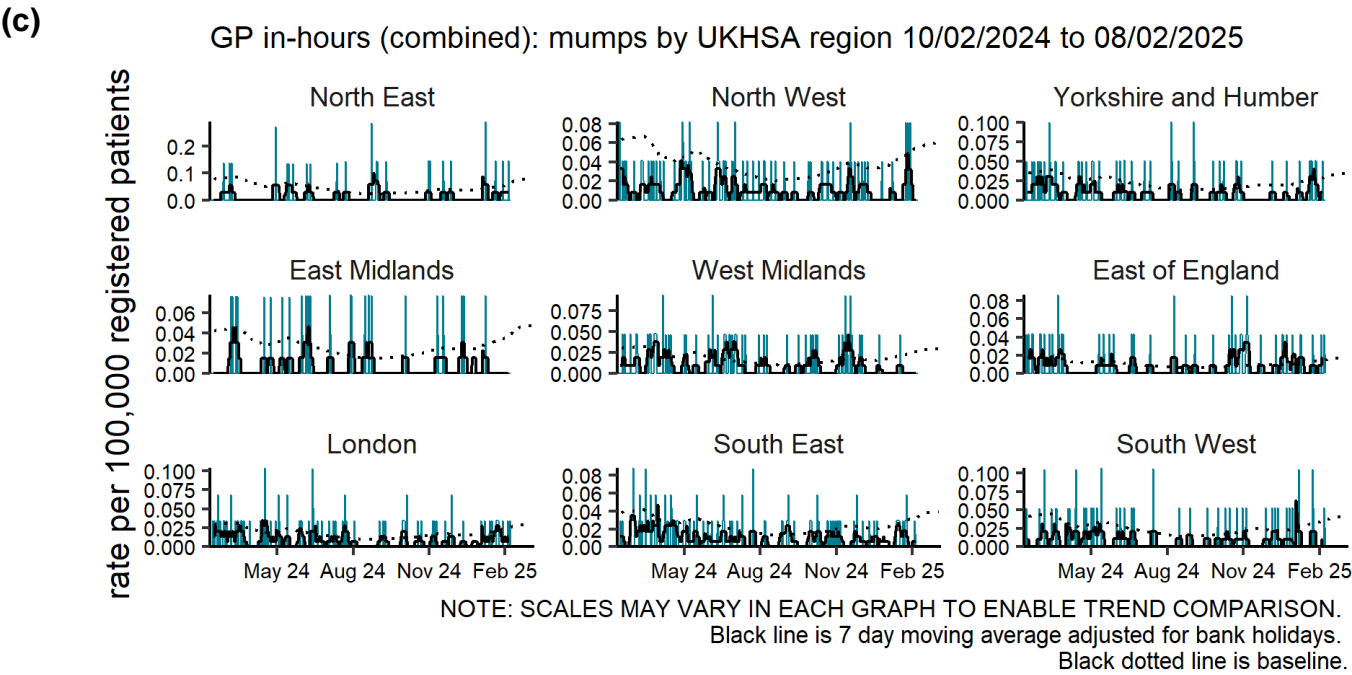 (c)
GP in-hours (combined): mumps by UKHSA region 10/02/2024 to 08/02/2025
rate per 100,000 registered patients
North East
0.2
0.1
0.0
North West
0.08
0.06
0.04
0.02
0.00
Yorkshire and Humber
0.100
0.075
0.050
0.025
0.000
East Midlands
0.06
0.04
0.02
0.00
West Midlands
0.075
0.050
0.025
0.000
East of England
0.08
0.06
0.04
0.02
0.00
London
0.100
0.075
0.050
0.025
0.000
South East
0.08
0.06
0.04
0.02
0.00
South West
0.100
0.075
0.050
0.025
0.000
May 24 Aug 24 Nov 24 Feb 25
May 24 Aug 24 Nov 24 Feb 25
May 24 Aug 24 Nov 24 Feb 25
NOTE: SCALES MAY VARY IN EACH GRAPH TO ENABLE TREND COMPARISON.
Black line is 7 day moving average adjusted for bank holidays.
Black dotted line is baseline.